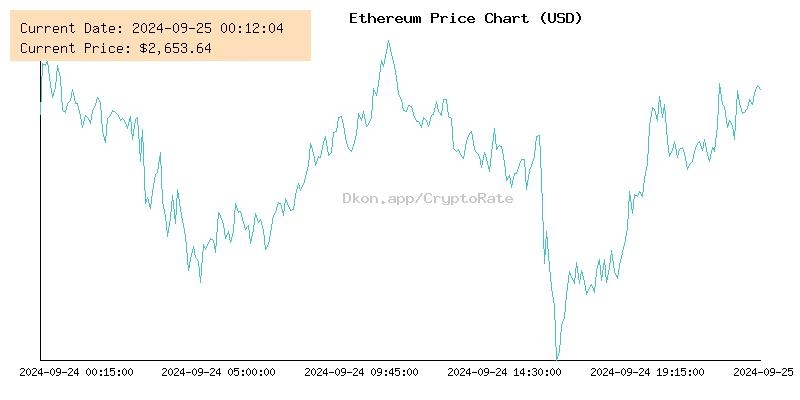 Ethereum Price Chart (USD)
Current Date: 2024-09-25 00:12:04
Current Price: $2,653.64
Dkon.app/CryptoRate
2024-09-24 00:15:00 2024-09-24 05:00:00 2024-09-24 09:45:00 2024-09-24 14:30:00 2024-09-24 19:15:00 2024-09-25